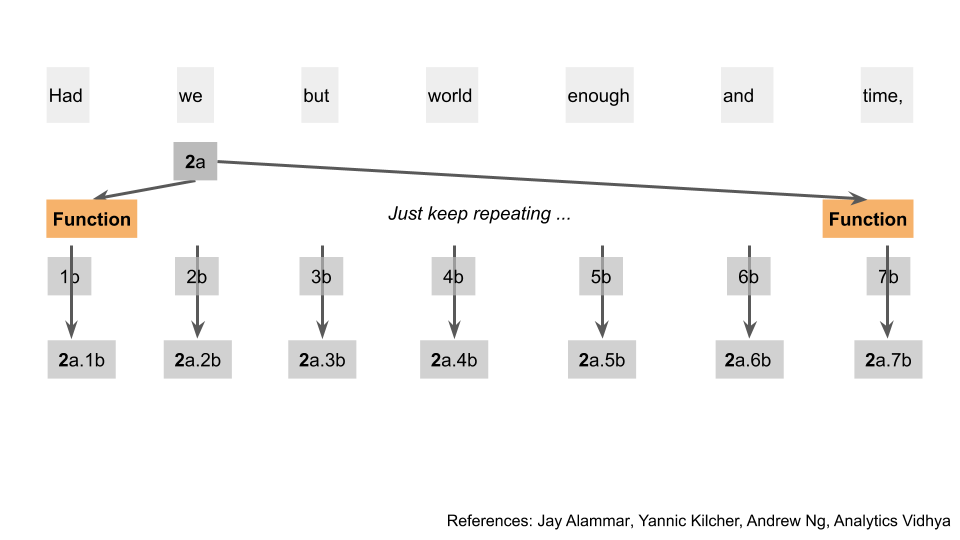 Had we but world enough and time,
2a
Just keep repeating ...
Function Function
1b 2b 3b 4b 5b 6b 7b
2a.1b 2a.2b 2a.3b 2a.4b 2a.5b 2a.6b 2a.7b
References: Jay Alammar, Yannic Kilcher, Andrew Ng, Analytics Vidhya